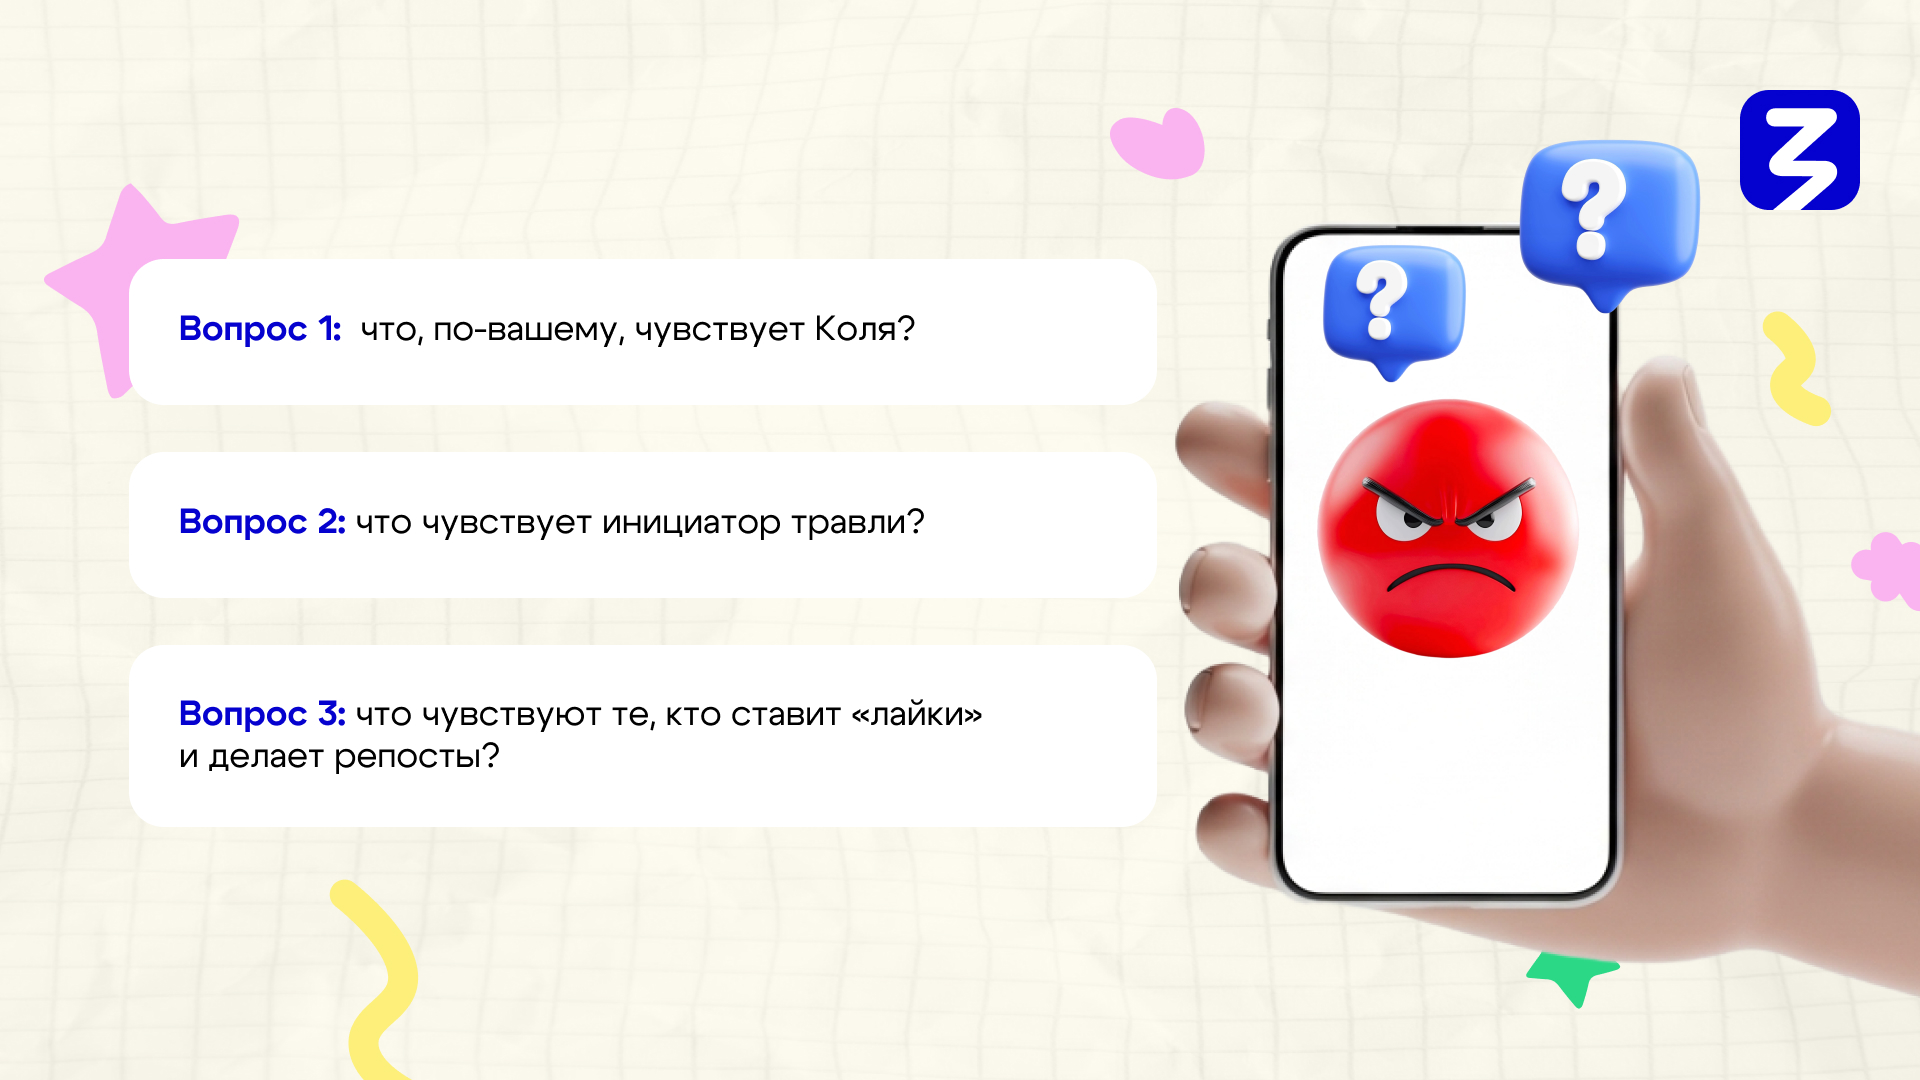 Вопрос 1:  что, по-вашему, чувствует Коля?
Вопрос 2: что чувствует инициатор травли?
Вопрос 3: что чувствуют те, кто ставит «лайки»
и делает репосты?
?
?